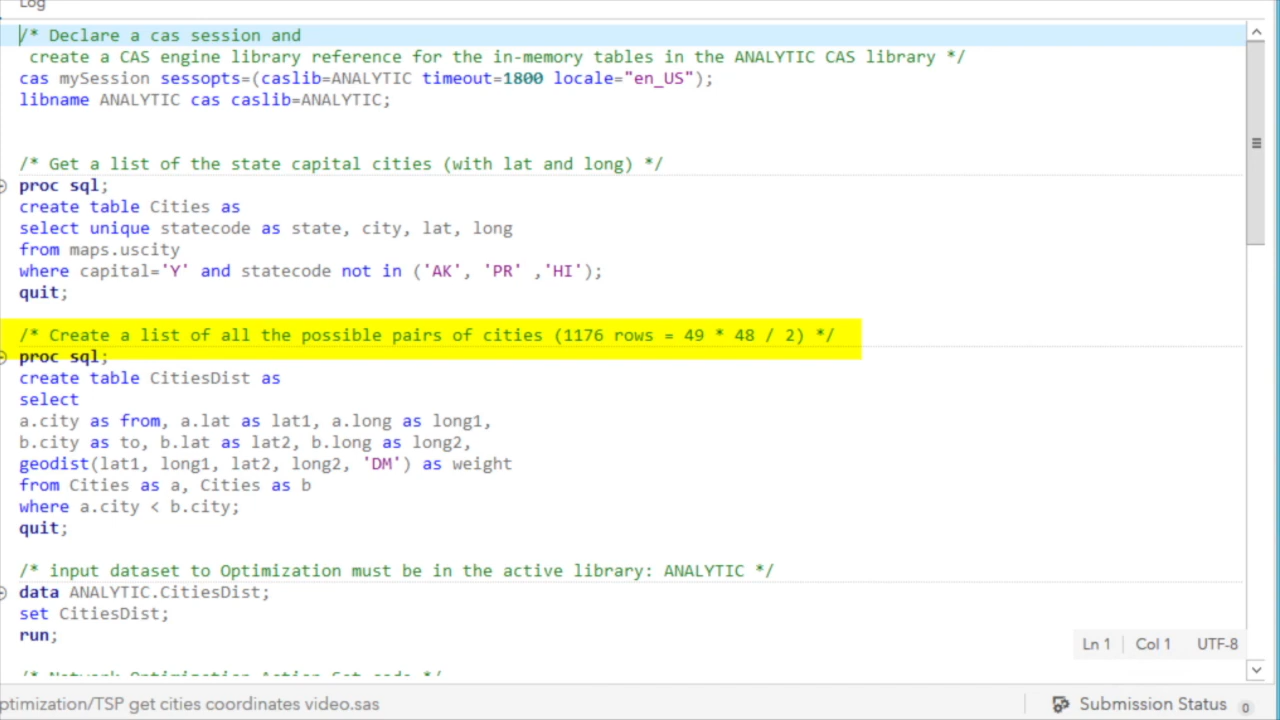 Log
/* Declare a cas session and
create a CAS engine library reference for the in-memory tables in the ANALYTIC CAS library */
cas mySession sessopts=(caslib=ANALYTIC timeout=1800 locale="en_US");
libname ANALYTIC cas caslib=ANALYTIC;
/* Get a list of the state capital cities (with lat and long) */
proc sql;
create table Cities as
select unique statecode as state, city, lat, long
from maps.uscity
where capital='Y' and statecode not in ('AK', 'PR' ,'HI');
quit;
/* Create a list of all the possible pairs of cities (1176 rows = 49 * 48 / 2) */
proc sql;
create table CitiesDist as
select
a.city as from, a.lat as lat1, a.long as long1,
b.city as to, b.lat as lat2, b.long as long2,
geodist(lat1, long1, lat2, long2, 'DM') as weight
from Cities as a, Cities as b
where a.city < b.city;
quit;
/* input dataset to Optimization must be in the active library: ANALYTIC */
data ANALYTIC.CitiesDist;
set CitiesDist;
run;
Ln 1 Col 1 UTF-8
/* Network Optimization Action Set code */
ptimization/TSP get cities coordinates video.sas
Submission Status 0